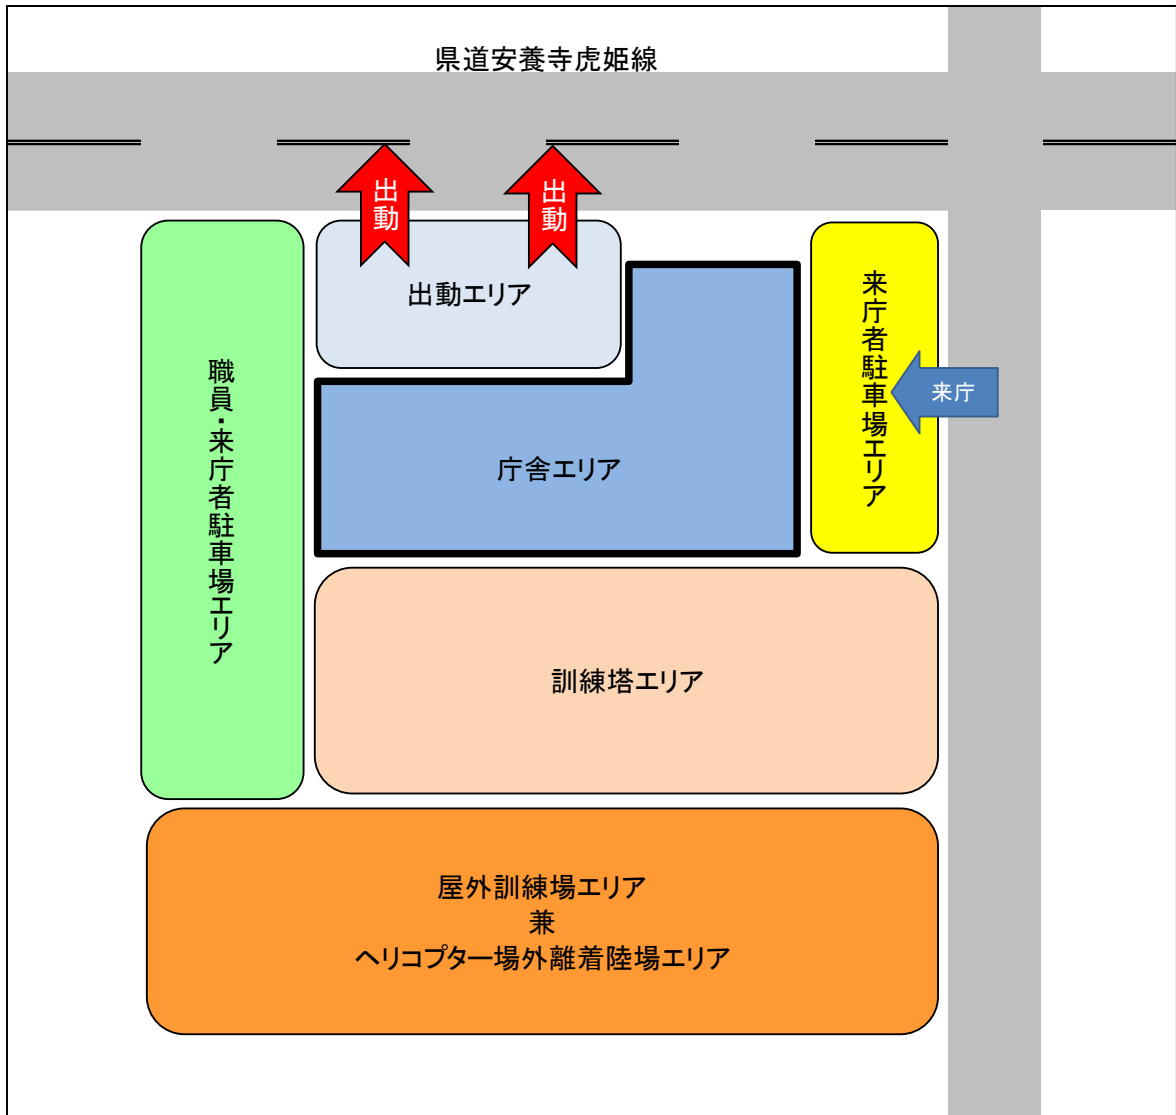 県道安養寺虎姫線
出動
出動
出動エリア
来庁者駐車場エリア
来庁
職員・来庁者駐車場エリア
庁舎エリア
訓練塔エリア
屋外訓練場エリア
兼
ヘリコプター場外離着陸場エリア